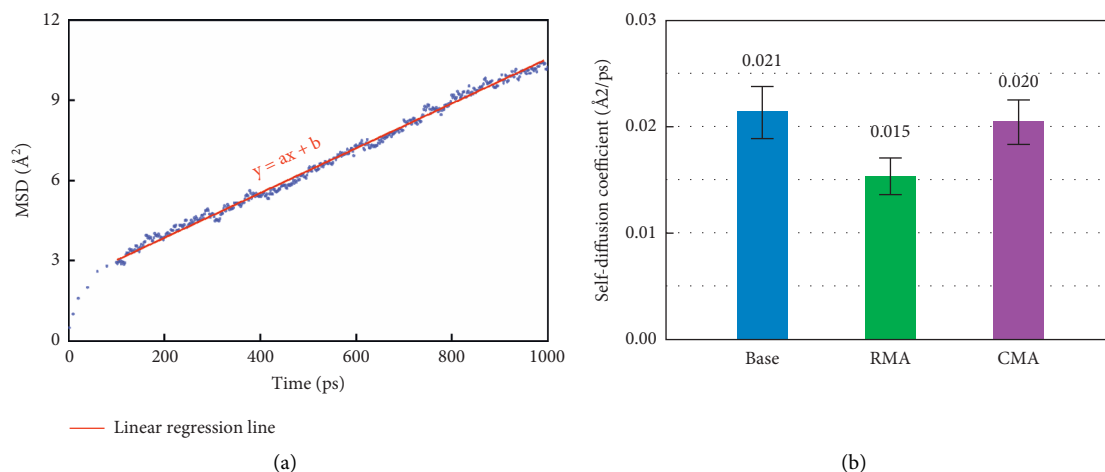 12
9
6
3
0
MSD (Å²)
y = ax + b
0
200
400
600
800
1000
Time (ps)
Linear regression line
(a)
0.03
0.02
0.01
0.00
Self-diffusion coefficient (Å2/ps)
0.021
0.015
0.020
Base
RMA
CMA
(b)